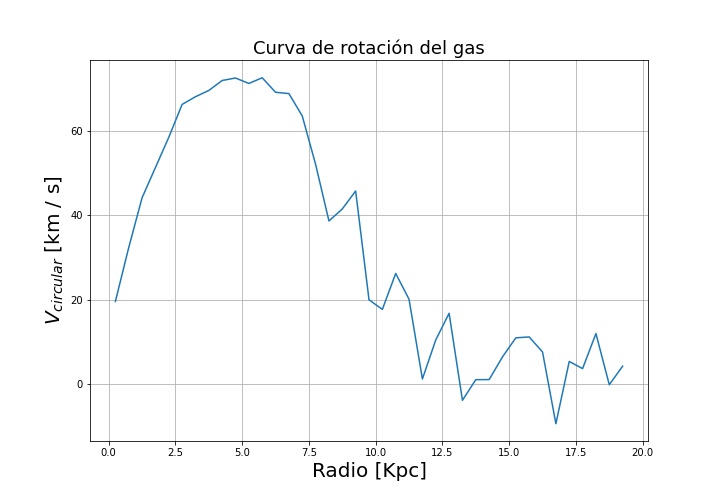 Curva de rotación del gas
V_circular [km / s]
60
40
20
0
0.0 2.5 5.0 7.5 10.0 12.5 15.0 17.5 20.0
Radio [Kpc]